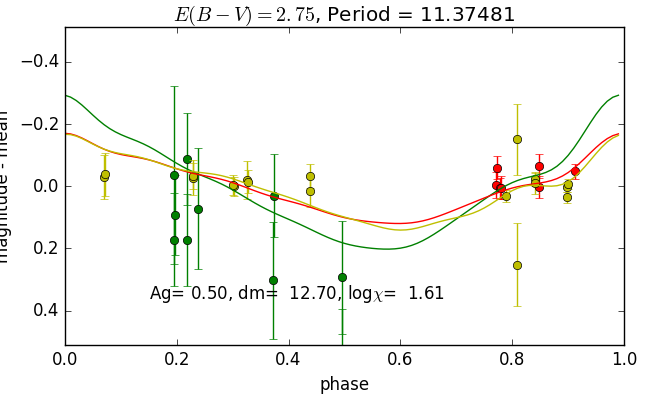 E(B − V) = 2.75, Period = 11.37481
magnitude - mean
−0.4
−0.2
0.0
0.2
0.4
Ag= 0.50, dm= 12.70, logχ= 1.61
0.0 0.2 0.4 0.6 0.8 1.0
phase